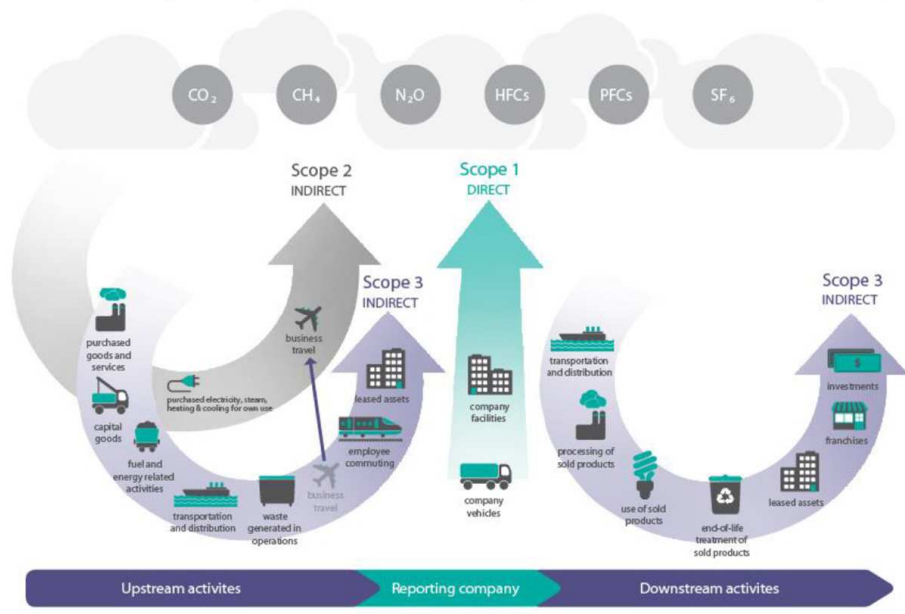 CO2
CH4
N2O
HFCs
PFCs
SF6
Scope 2
INDIRECT
Scope 1
DIRECT
Scope 3
INDIRECT
Scope 3
INDIRECT
purchased
goods and
services
capital
goods
fuel and
energy related
activities
purchased electricity, steam,
heating & cooling for own use
business
travel
transportation
and distribution
waste
generated in
operations
business
travel
employee
commuting
leased assets
company
facilities
company
vehicles
transportation
and distribution
processing of
sold products
use of sold
products
end-of-life
treatment of
sold products
leased assets
franchises
investments
$
Upstream activites
Reporting company
Downstream activites